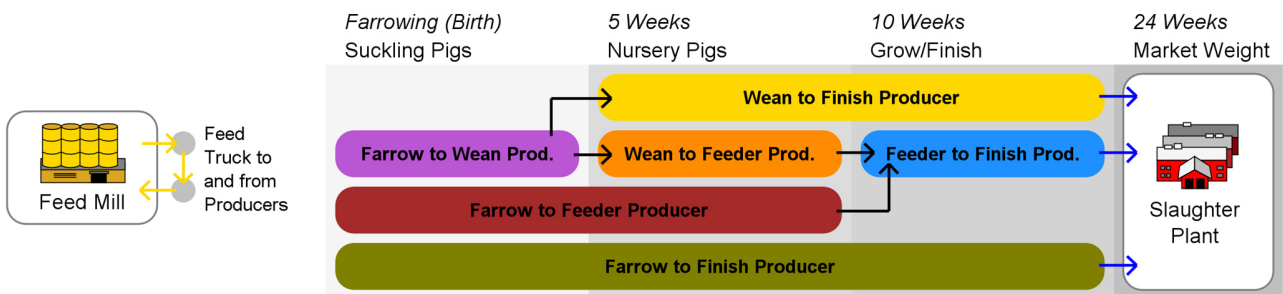 Farrowing (Birth)
Suckling Pigs
5 Weeks
Nursery Pigs
10 Weeks
Grow/Finish
24 Weeks
Market Weight
Feed Mill
Feed
Truck to
and from
Producers
Wean to Finish Producer
Farrow to Wean Prod.
Wean to Feeder Prod.
Feeder to Finish Prod.
Farrow to Feeder Producer
Farrow to Finish Producer
Slaughter
Plant